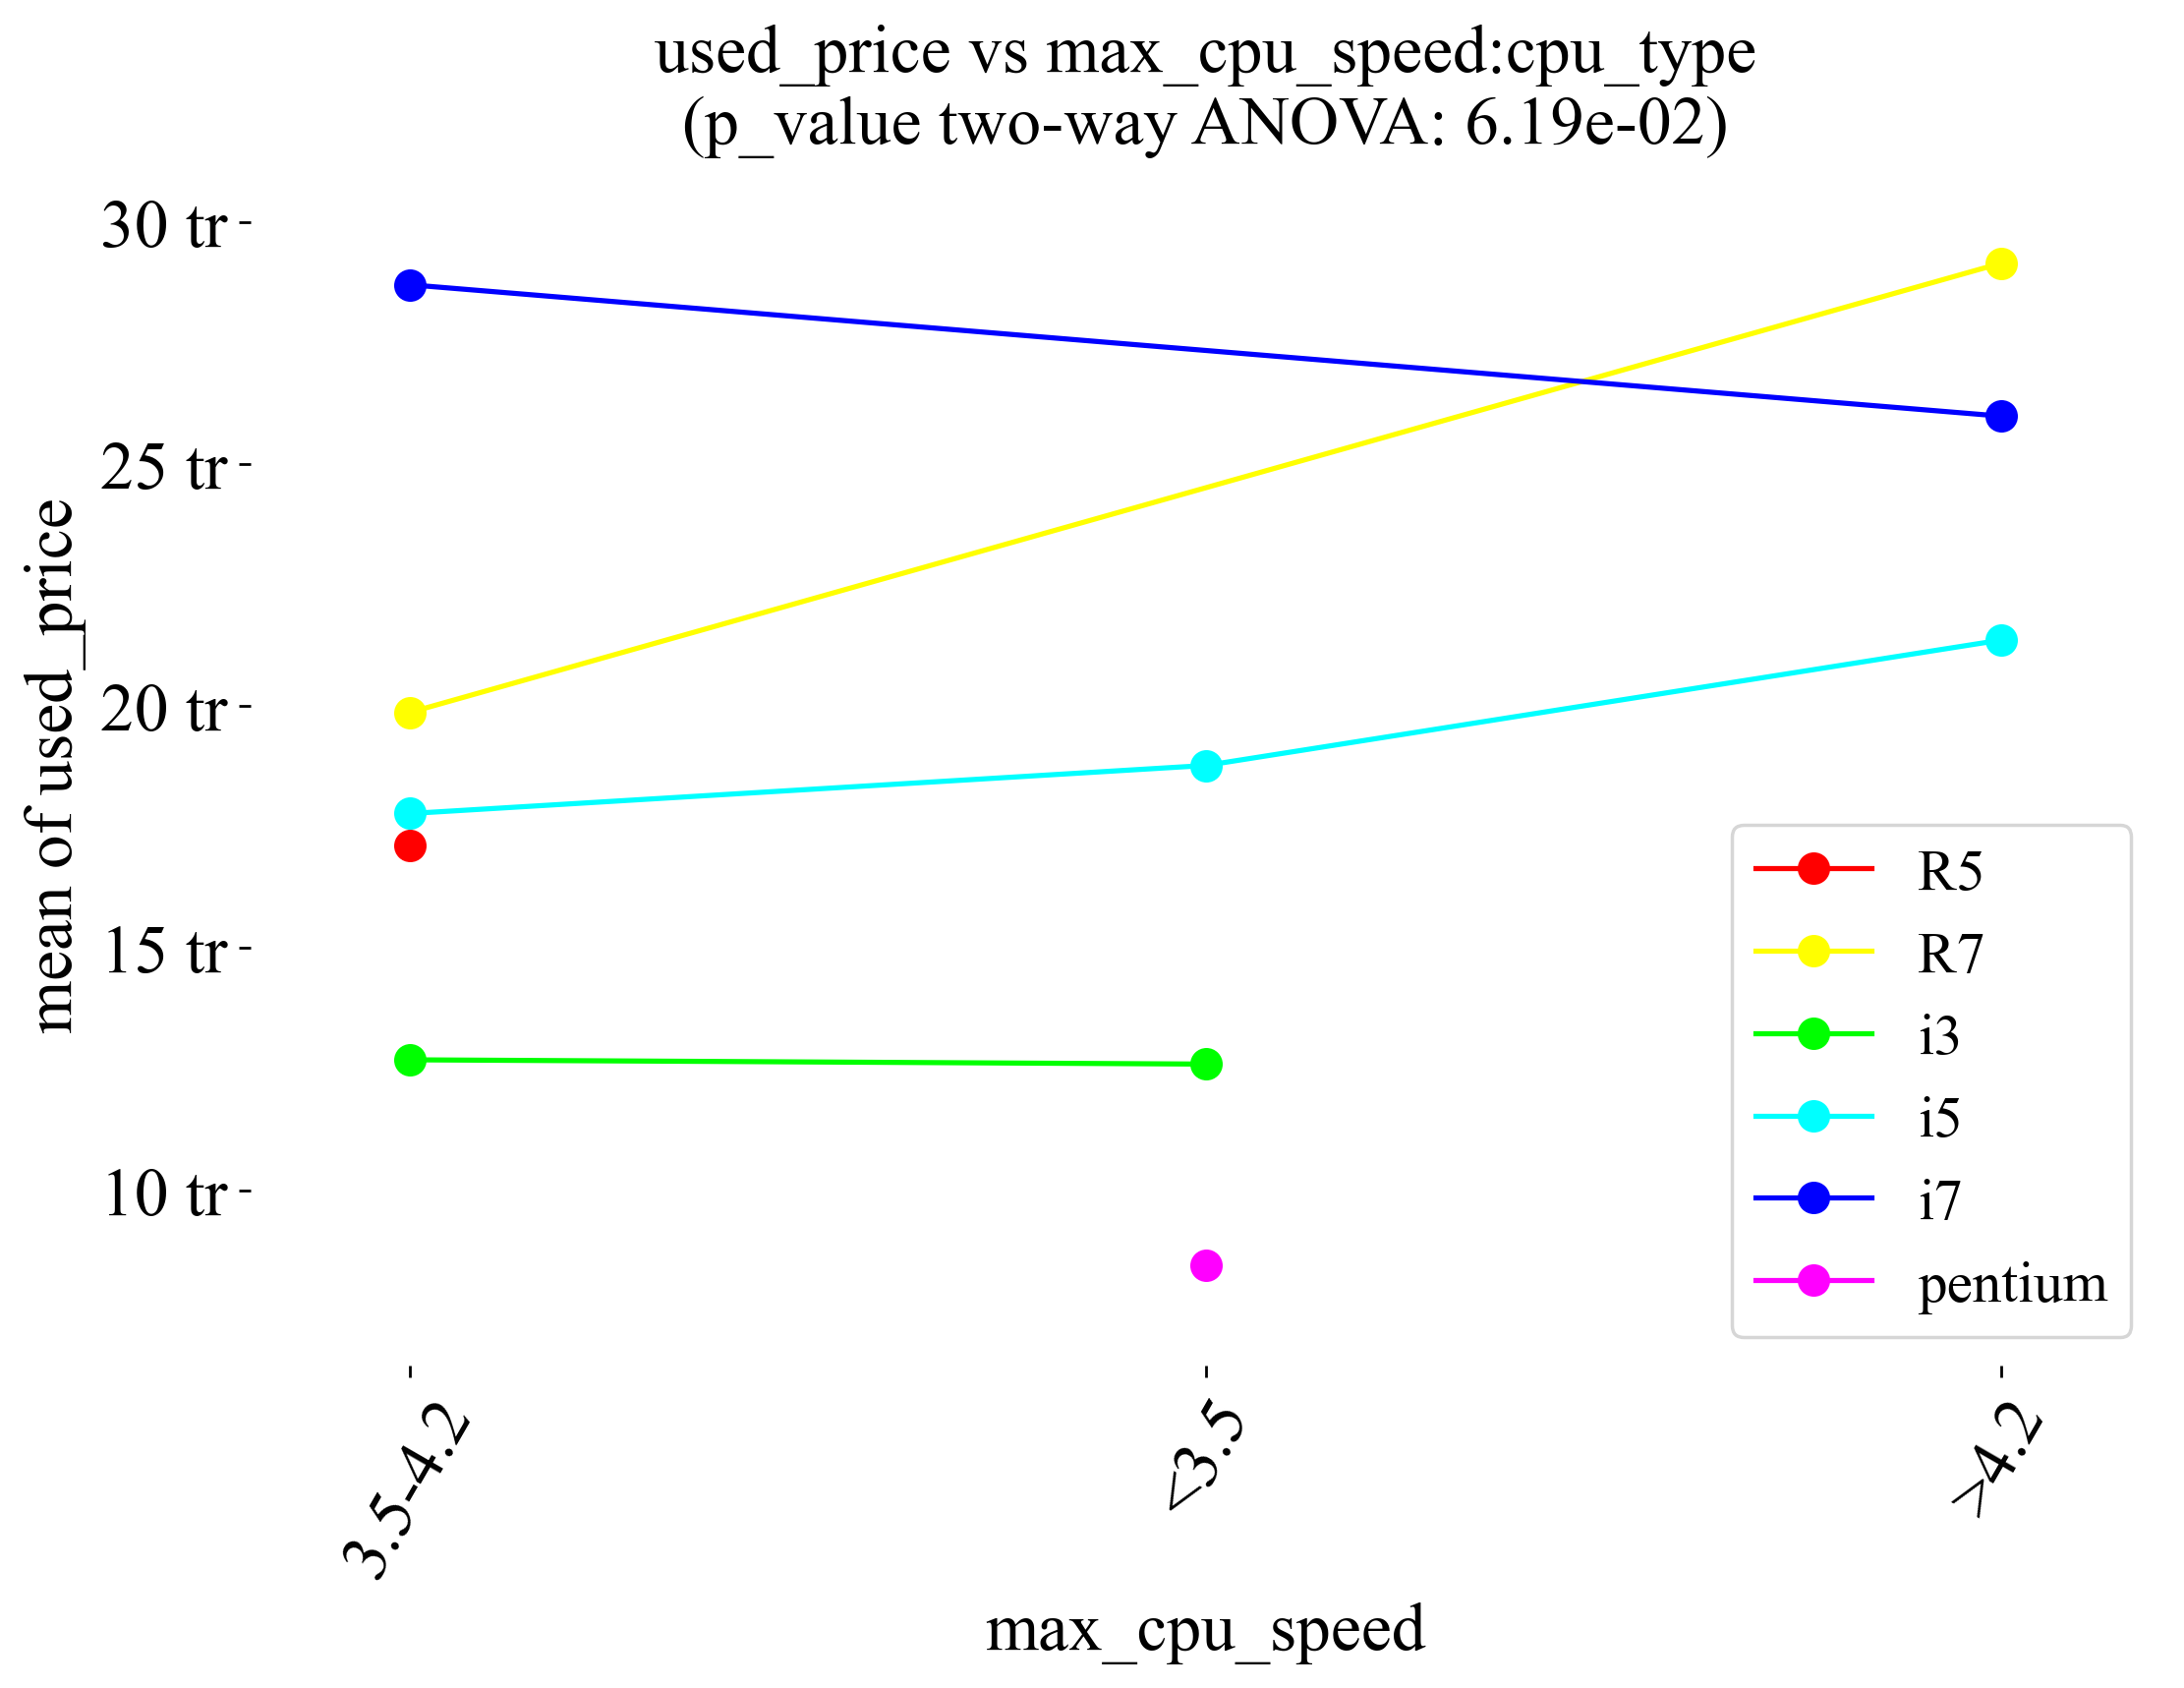 used_price vs max_cpu_speed:cpu_type
(p_value two-way ANOVA: 6.19e-02)
30 tr
25 tr
20 tr
15 tr
10 tr
mean of used_price
R5
R7
i3
i5
i7
pentium
3.5-4.2
<3.5
>4.2
max_cpu_speed